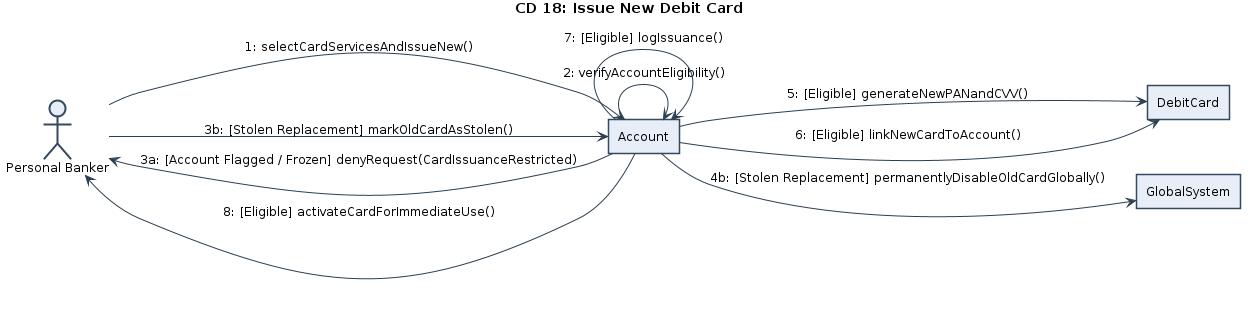 CD 18: Issue New Debit Card
7: [Eligible] logIssuance()
1: selectCardServicesAndIssueNew()
2: verifyAccountEligibility()
5: [Eligible] generateNewPANandCVV()
DebitCard
3b: [Stolen Replacement] markOldCardAsStolen()
Account
6: [Eligible] linkNewCardToAccount()
3a: [Account Flagged / Frozen] denyRequest(CardIssuanceRestricted)
Personal Banker
4b: [Stolen Replacement] permanentlyDisableOldCardGlobally()
GlobalSystem
8: [Eligible] activateCardForImmediateUse()